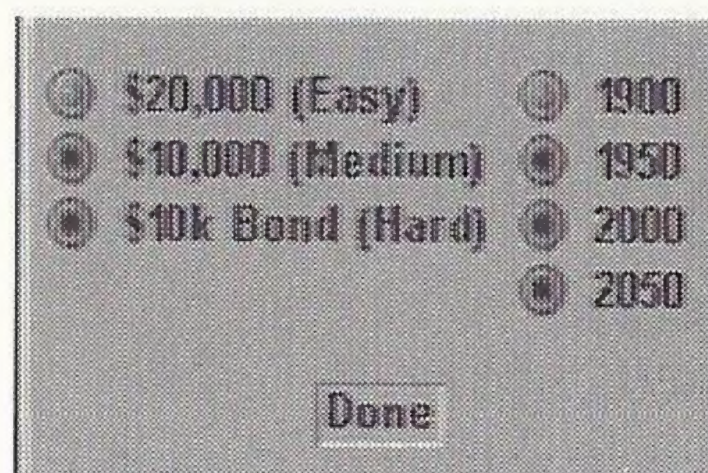 $20,000 (Easy)
$10,000 (Medium)
$10k Bond (Hard)
1900
1950
2000
2050
Done